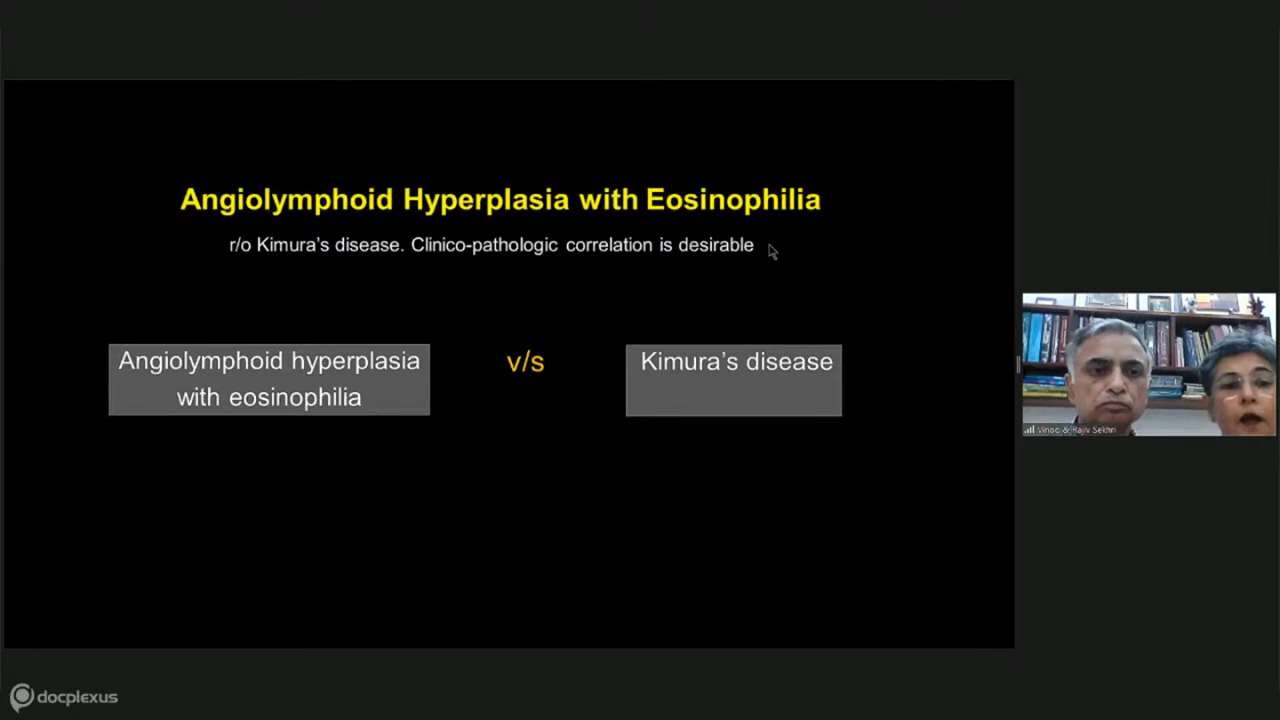 Angiolymphoid Hyperplasia with Eosinophilia
r/o Kimura's disease. Clinico-pathologic correlation is desirable
Angiolymphoid hyperplasia
with eosinophilia
v/s
Kimura's disease
Vinod & Rajiv Sekhri
docplexus